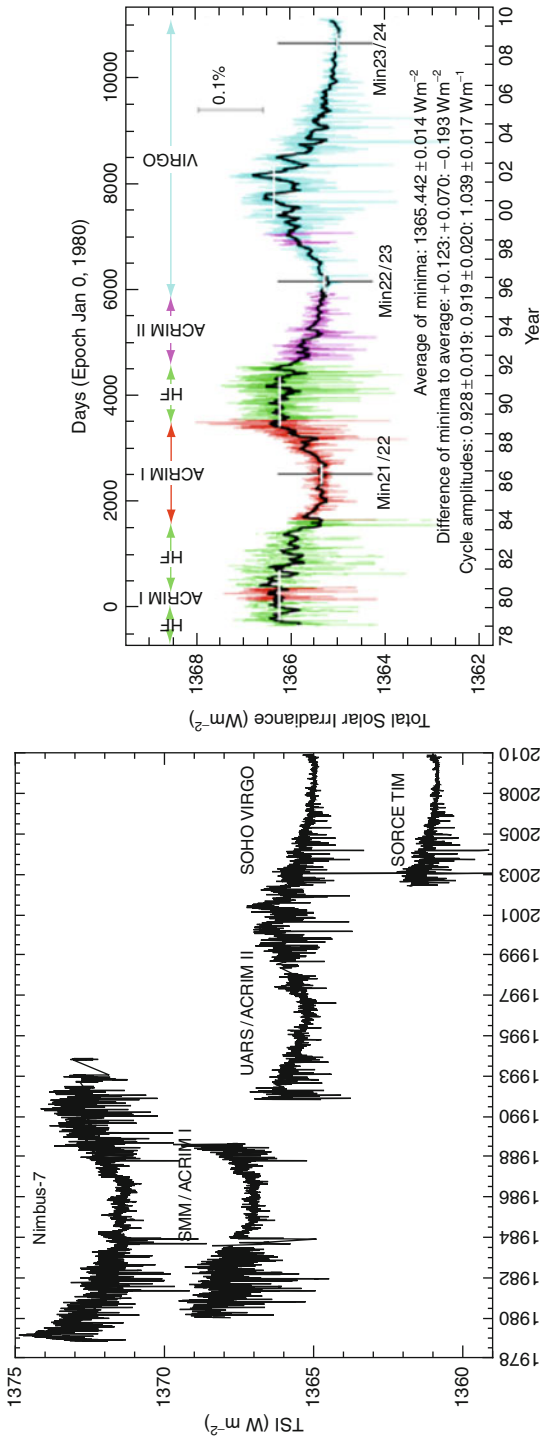 1375
1370
1365
1360
TSI (W m⁻²)
Nimbus-7
SMM / ACRIM I
UARS / ACRIM II
SOHO VIRGO
SORCE TIM
1978
1980
1982
1984
1986
1988
1990
1993
1995
1997
1999
2001
2003
2005
2008
2010
Days (Epoch Jan 0, 1980)
0
2000
4000
6000
8000
10000
HF
ACRIM I
HF
ACRIM I
HF
ACRIM II
VIRGO
0.1%
1368
1366
1364
1362
Total Solar Irradiance (Wm⁻²)
Min21/22
Min22/23
Min23/24
Average of minima: 1365.442 ± 0.014 Wm⁻²
Difference of minima to average: +0.123: +0.070: −0.193 Wm⁻²
Cycle amplitudes: 0.928 ± 0.019: 0.919 ± 0.020: 1.039 ± 0.017 Wm⁻¹
78
80
82
84
86
88
90
92
94
96
98
00
02
04
06
08
10
Year